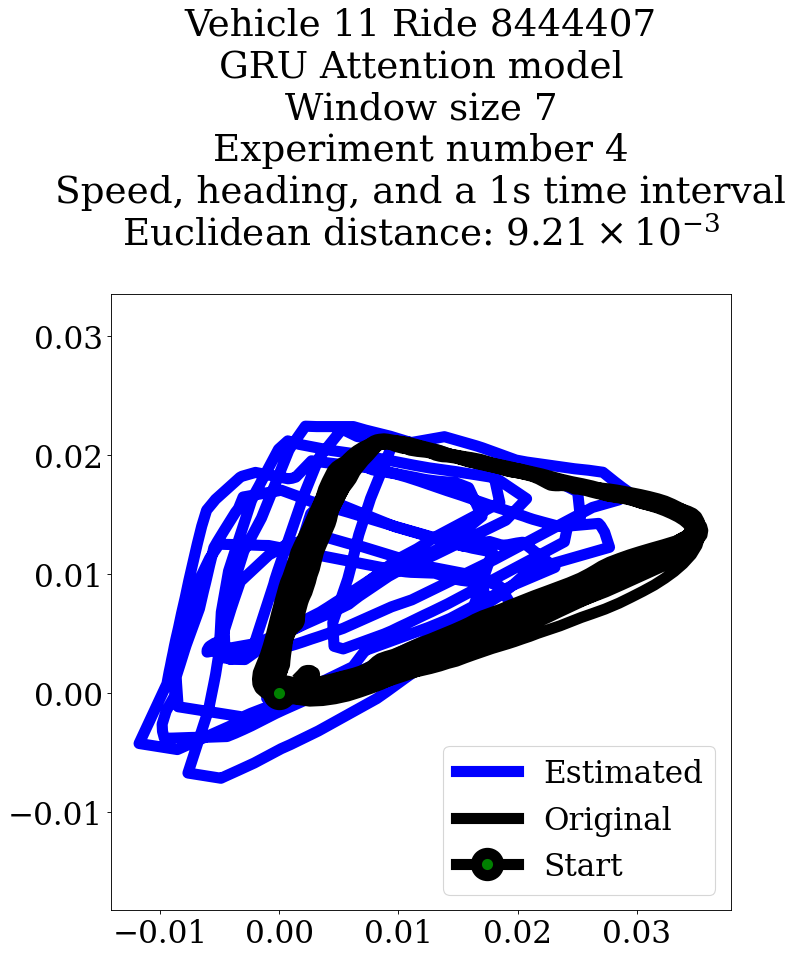 Vehicle 11 Ride 8444407
GRU Attention model
Window size 7
Experiment number 4
Speed, heading, and a 1s time interval
Euclidean distance: 9.21 × 10⁻³
0.03
0.02
0.01
0.00
−0.01
Estimated
Original
Start
−0.01 0.00 0.01 0.02 0.03